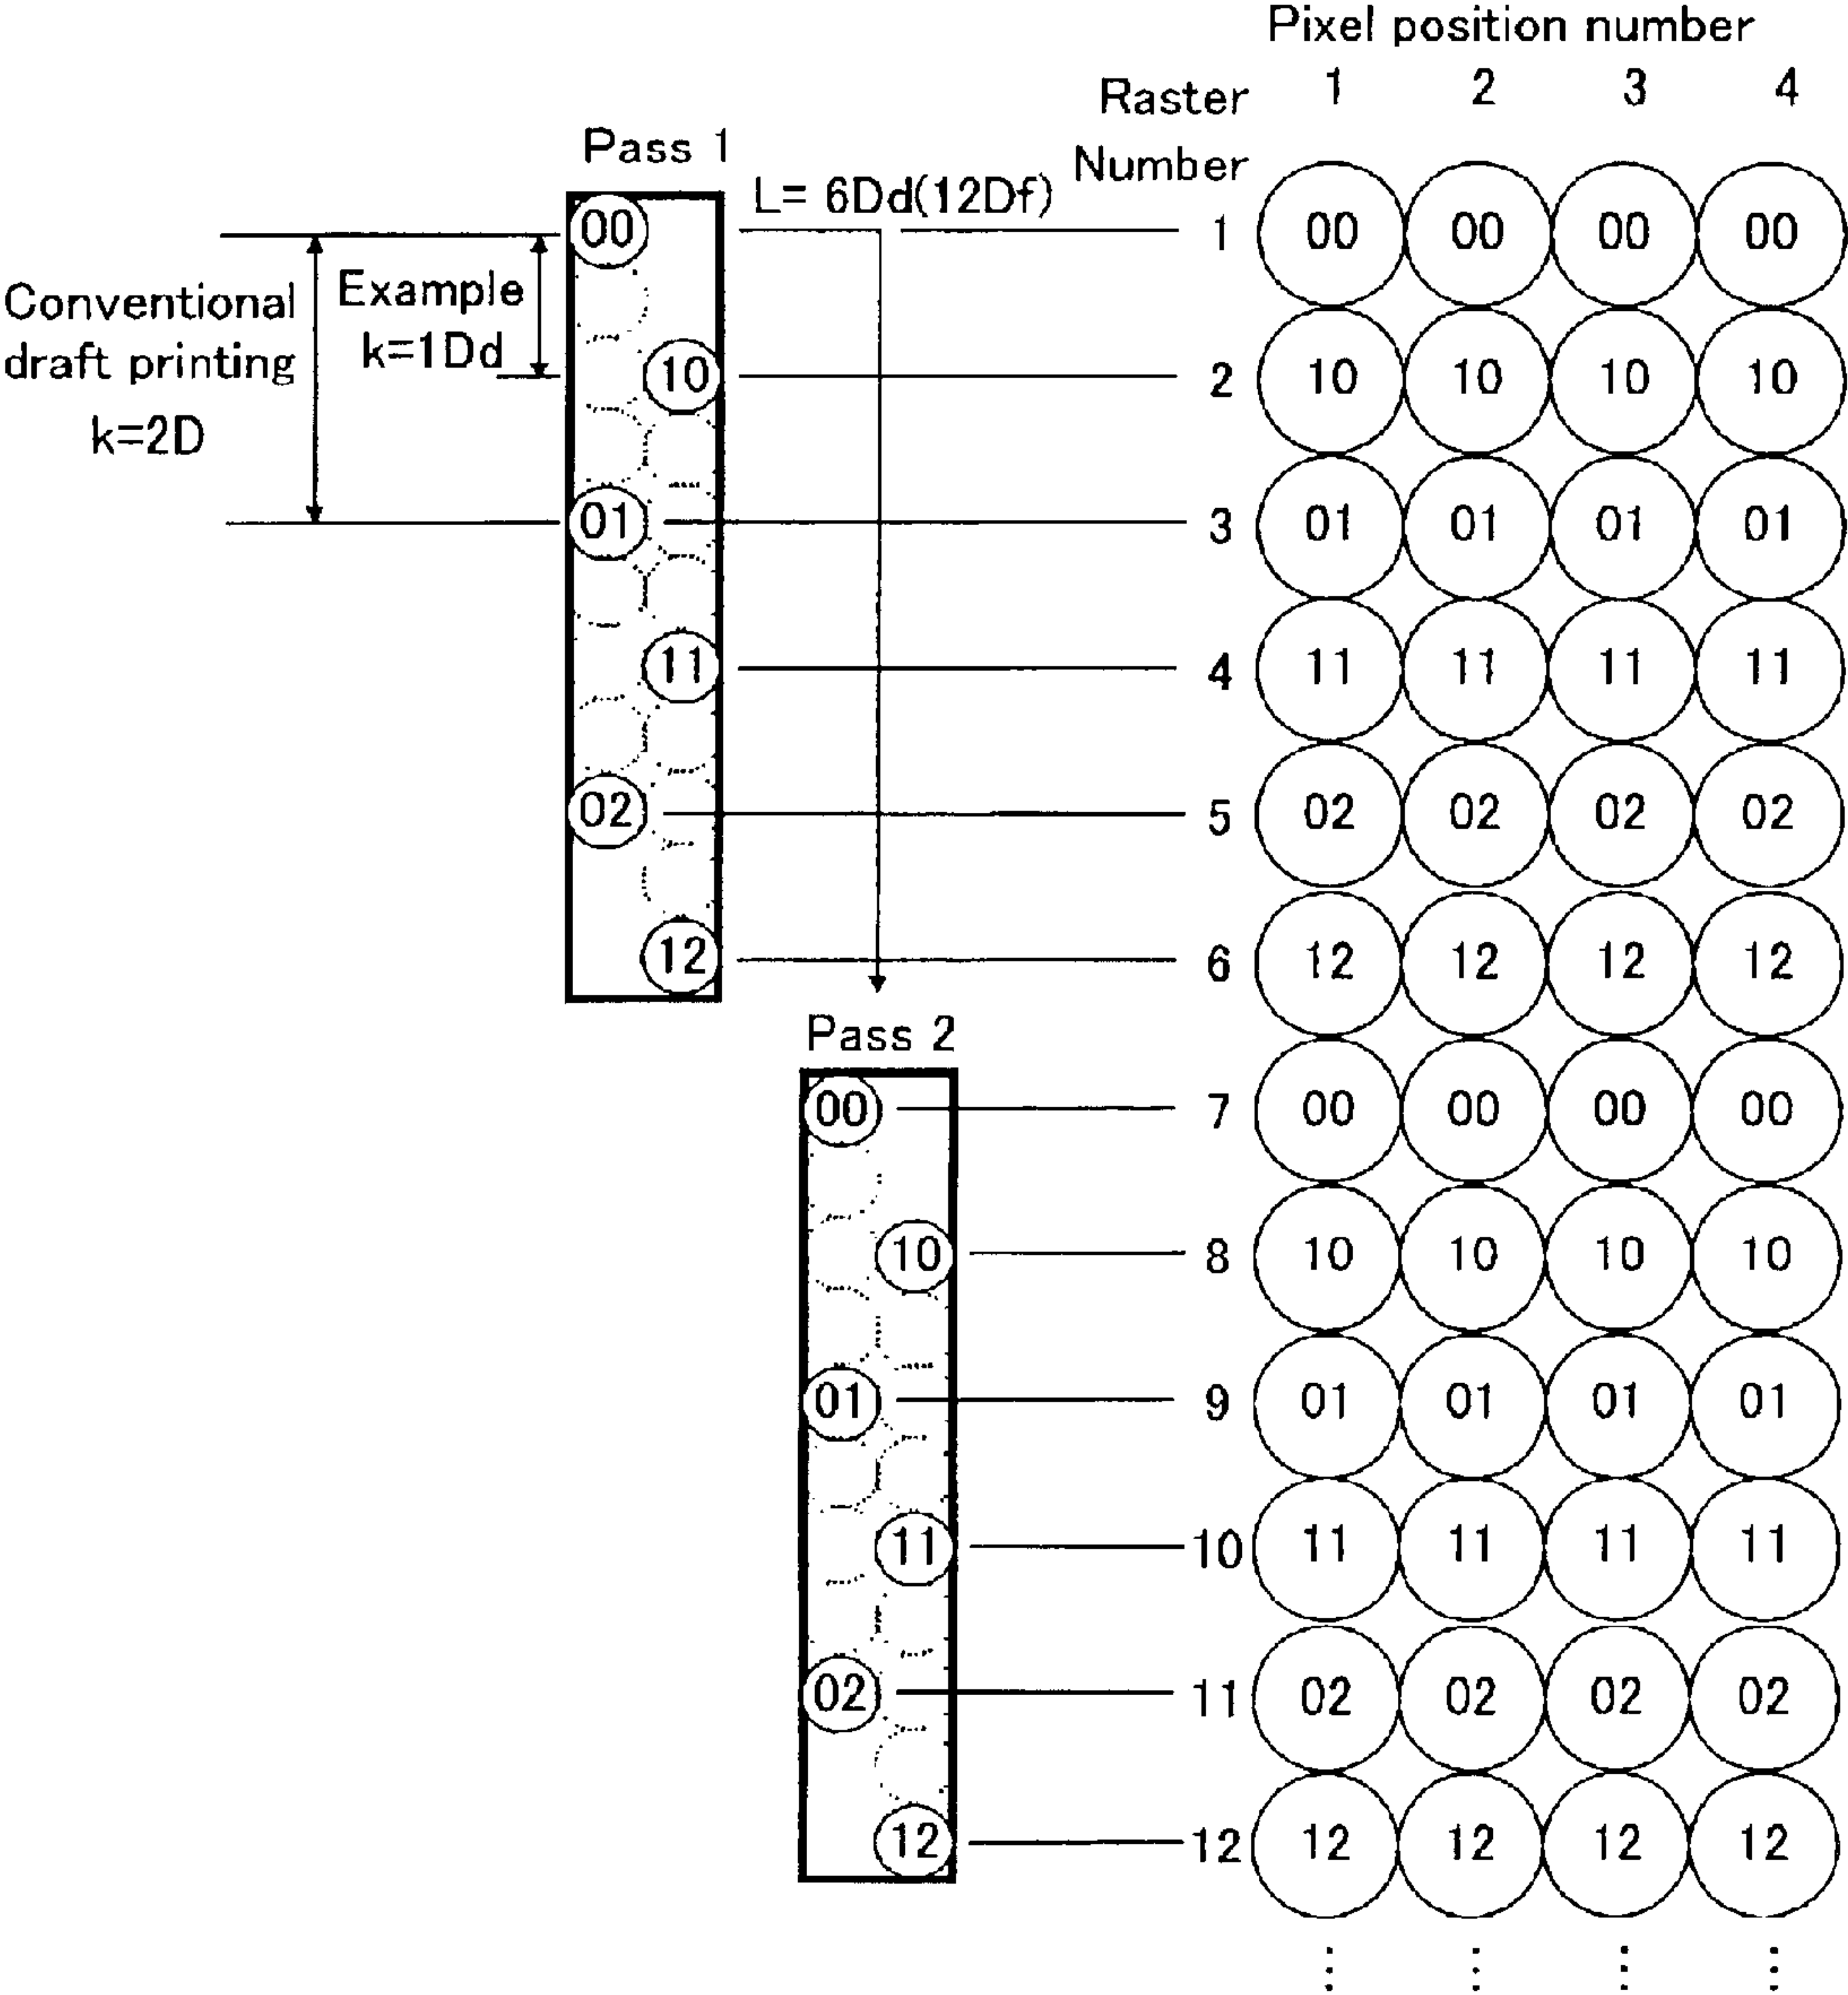 Pixel position number
Raster 1 2 3 4
Number
Pass 1
L= 6Dd(12Df)
Conventional
draft printing
k=2D
Example
k=1Dd
00 1 00 00 00 00
10 2 10 10 10 10
01 3 01 01 01 01
11 4 11 11 11 11
02 5 02 02 02 02
12 6 12 12 12 12
Pass 2
00 7 00 00 00 00
10 8 10 10 10 10
01 9 01 01 01 01
11 10 11 11 11 11
02 11 02 02 02 02
12 12 12 12 12 12